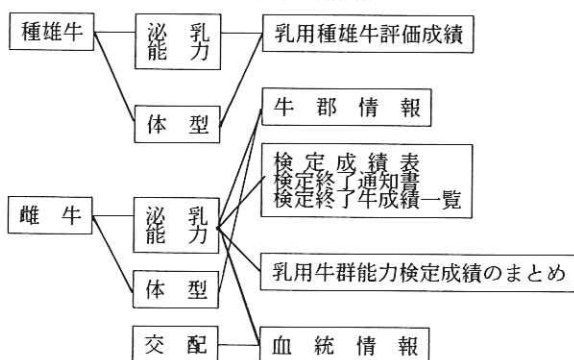 種雄牛
泌乳
能力
乳用種雄牛評価成績
体型
牛郡情報
検定成績表
検定終了通知書
検定終了牛成績一覧
雌牛
泌乳
能力
乳用牛群能力検定成績のまとめ
体型
交配
血統情報